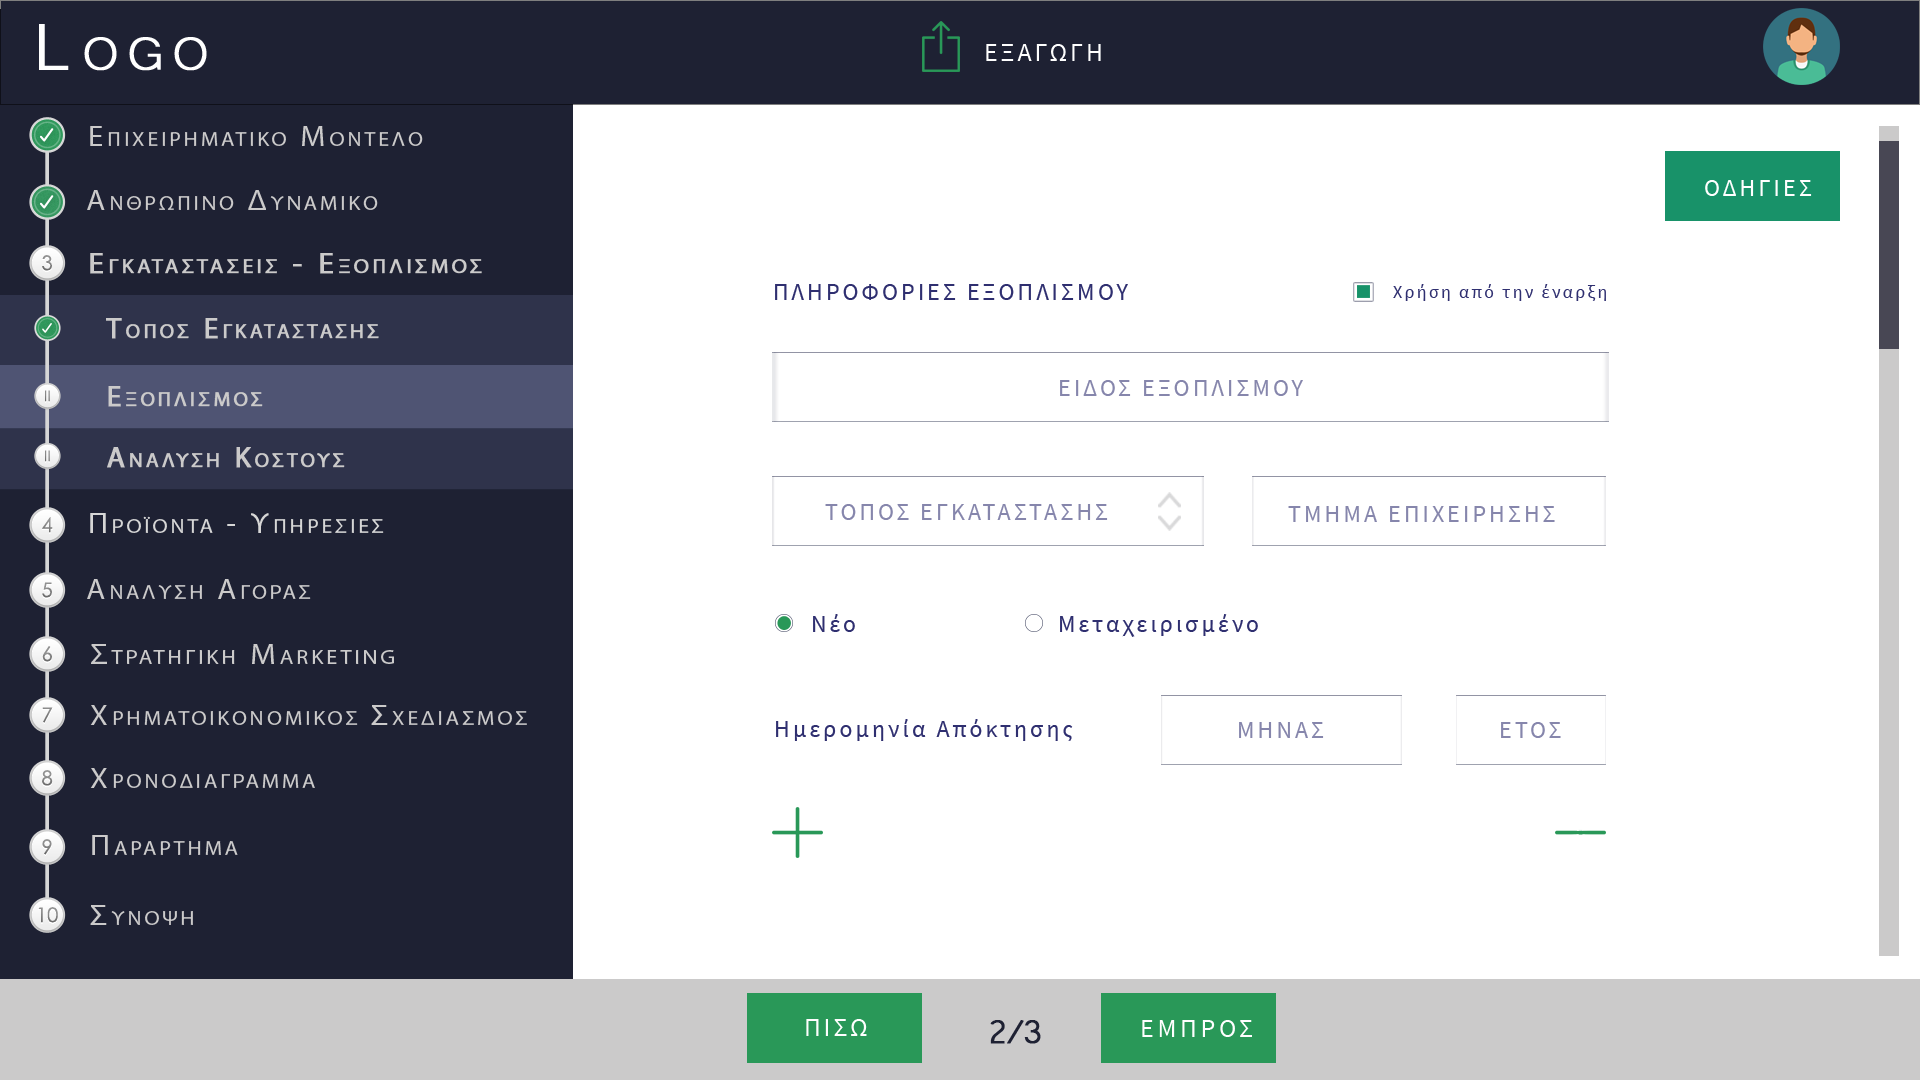 Logo
ΕΞΑΓΩΓΗ
Επιχειρηματικο Μοντελο
Ανθρωπινο Δυναμικο
3 Εγκαταστασεις - Εξοπλισμος
Τοπος Εγκαταστασης
II Εξοπλισμος
II Αναλυση Κοστους
4 Προϊοντα - Υπηρεσιες
5 Αναλυση Αγορας
6 Στρατηγικη Marketing
7 Χρηματοικονομικος Σχεδιασμος
8 Χρονοδιαγραμμα
9 Παραρτημα
10 Συνοψη
ΟΔΗΓΙΕΣ
ΠΛΗΡΟΦΟΡΙΕΣ ΕΞΟΠΛΙΣΜΟΥ
Χρήση από την έναρξη
ΕΙΔΟΣ ΕΞΟΠΛΙΣΜΟΥ
ΤΟΠΟΣ ΕΓΚΑΤΑΣΤΑΣΗΣ
ΤΜΗΜΑ ΕΠΙΧΕΙΡΗΣΗΣ
Νέο
Μεταχειρισμένο
Ημερομηνία Απόκτησης
ΜΗΝΑΣ
ΕΤΟΣ
ΠΙΣΩ
2/3
ΕΜΠΡΟΣ